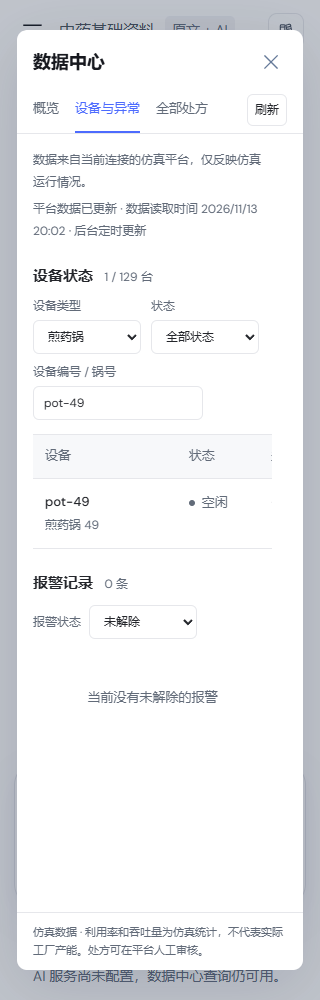 中药基础资料 原文 + AI
数据中心
概览 设备与异常 全部处方 刷新
数据来自当前连接的仿真平台，仅反映仿真
运行情况。
平台数据已更新 · 数据读取时间 2026/11/13
20:02 · 后台定时更新
设备状态 1 / 129 台
设备类型 状态
煎药锅 全部状态
设备编号 / 锅号
pot-49
设备 状态
pot-49 空闲
煎药锅 49
报警记录 0 条
报警状态 未解除
当前没有未解除的报警
仿真数据 · 利用率和吞吐量为仿真统计，不代表实际
工厂产能。处方可在平台人工审核。
AI 服务尚未配置，数据中心查询仍可用。